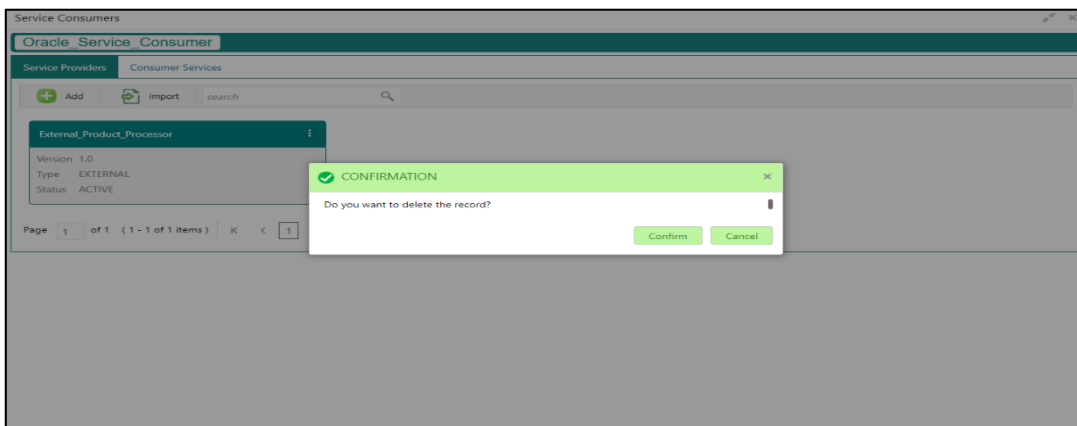 Service Consumers
Oracle_Service_Consumer
Service Providers Consumer Services
Add Import search
External_Product_Processor
Version 1.0
Type EXTERNAL
Status ACTIVE
CONFIRMATION
Do you want to delete the record?
Confirm Cancel
Page 1 of 1 ( 1 - 1 of 1 items ) K < 1